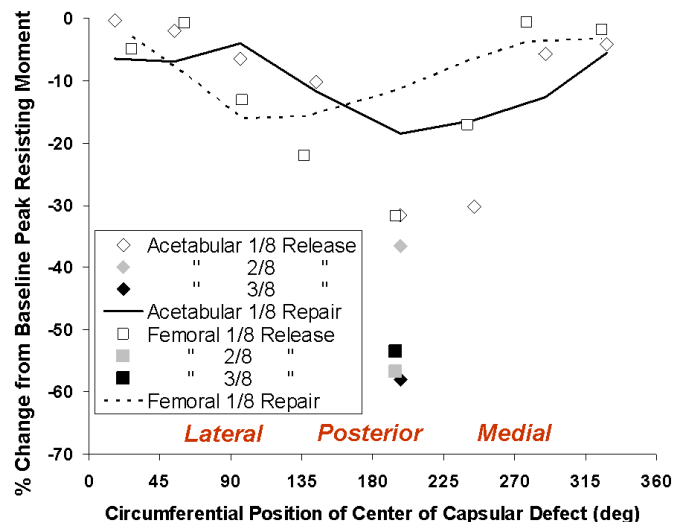 % Change from Baseline Peak Resisting Moment
0
-10
-20
-30
-40
-50
-60
-70
Acetabular 1/8 Release
" 2/8 "
" 3/8 "
Acetabular 1/8 Repair
Femoral 1/8 Release
" 2/8 "
" 3/8 "
Femoral 1/8 Repair
Lateral Posterior Medial
0 45 90 135 180 225 270 315 360
Circumferential Position of Center of Capsular Defect (deg)